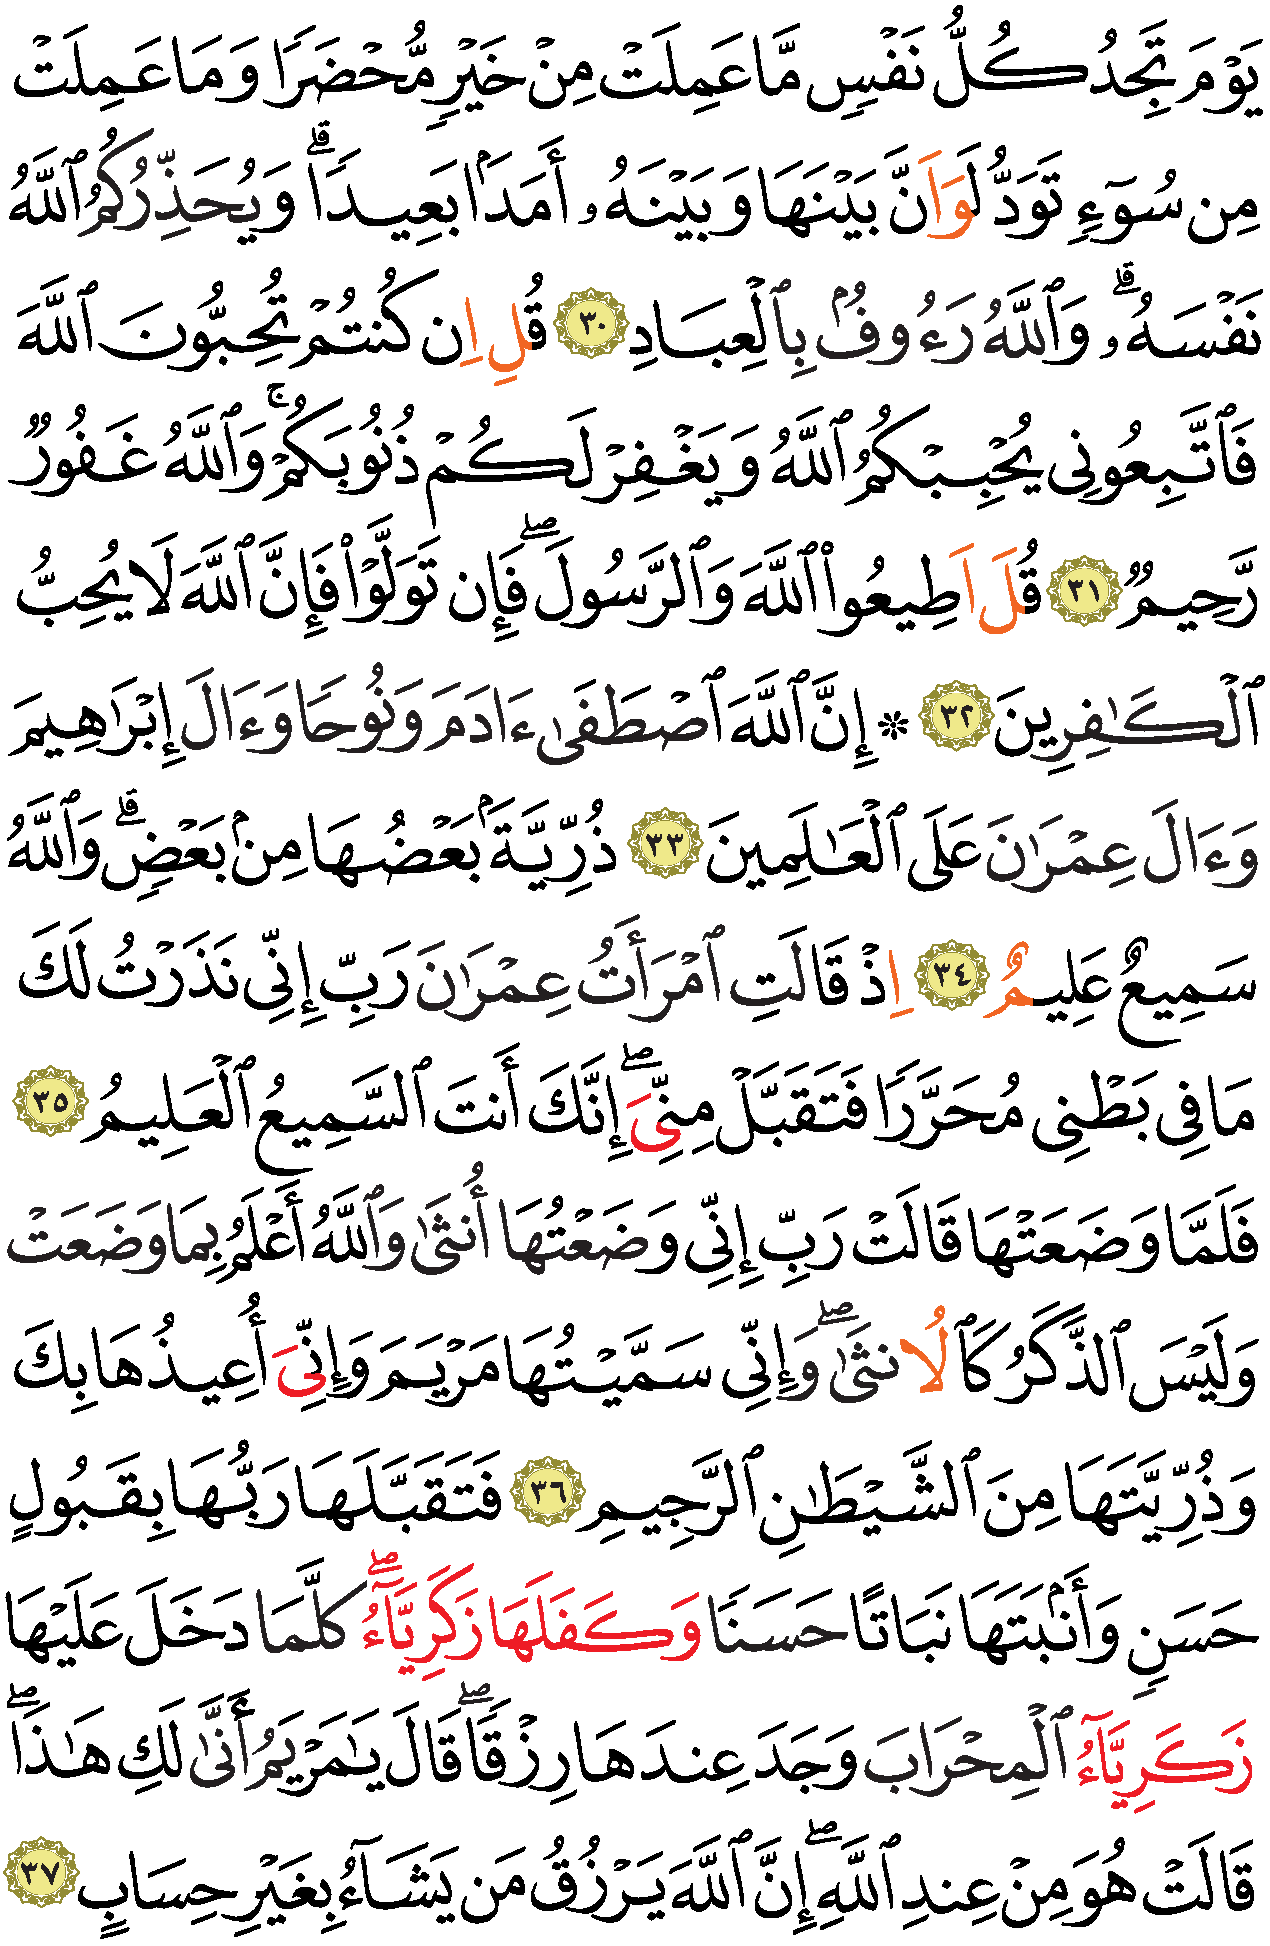 يَوْمَ تَجِدُ كُلُّ نَفْسٍ مَّا عَمِلَتْ مِنْ خَيْرٍ مُّحْضَرًا وَمَا عَمِلَتْ
مِن سُوٓءٍ تَوَدُّ لَوَ اَنَّ بَيْنَهَا وَبَيْنَهُۥ أَمَدَۢا بَعِيدًا ۗ وَيُحَذِّرُكُمُ ٱللَّهُ
نَفْسَهُۥ ۗ وَٱللَّهُ رَءُوفُۢ بِٱلْعِبَادِ ٣٠ قُلِ اِن كُنتُمْ تُحِبُّونَ ٱللَّهَ
فَٱتَّبِعُونِى يُحْبِبْكُمُ ٱللَّهُ وَيَغْفِرْ لَكُمْ ذُنُوبَكُمْ ۚ وَٱللَّهُ غَفُورٌ
رَّحِيمٌ ٣١ قُلَ اَطِيعُوا۟ ٱللَّهَ وَٱلرَّسُولَ ۖ فَإِن تَوَلَّوْا۟ فَإِنَّ ٱللَّهَ لَا يُحِبُّ
ٱلْكَٰفِرِينَ ٣٢ ۞ إِنَّ ٱللَّهَ ٱصْطَفَىٰٓ ءَادَمَ وَنُوحًا وَءَالَ إِبْرَٰهِيمَ
وَءَالَ عِمْرَٰنَ عَلَى ٱلْعَٰلَمِينَ ٣٣ ذُرِّيَّةَۢ بَعْضُهَا مِنۢ بَعْضٍ ۗ وَٱللَّهُ
سَمِيعٌ عَلِيمٌ ٣٤ اِذْ قَالَتِ ٱمْرَأَتُ عِمْرَٰنَ رَبِّ إِنِّى نَذَرْتُ لَكَ
مَا فِى بَطْنِى مُحَرَّرًا فَتَقَبَّلْ مِنِّىَ ۖ إِنَّكَ أَنتَ ٱلسَّمِيعُ ٱلْعَلِيمُ ٣٥
فَلَمَّا وَضَعَتْهَا قَالَتْ رَبِّ إِنِّى وَضَعْتُهَا أُنثَىٰ وَٱللَّهُ أَعْلَمُ بِمَا وَضَعَتْ
وَلَيْسَ ٱلذَّكَرُ كَٱلُانثَىٰ ۖ وَإِنِّى سَمَّيْتُهَا مَرْيَمَ وَإِنِّىَ أُعِيذُهَا بِكَ
وَذُرِّيَّتَهَا مِنَ ٱلشَّيْطَٰنِ ٱلرَّجِيمِ ٣٦ فَتَقَبَّلَهَا رَبُّهَا بِقَبُولٍ
حَسَنٍ وَأَنۢبَتَهَا نَبَاتًا حَسَنًا وَكَفَلَهَا زَكَرِيَّآءُ ۖ كُلَّمَا دَخَلَ عَلَيْهَا
زَكَرِيَّآءُ ٱلْمِحْرَابَ وَجَدَ عِندَهَا رِزْقًا ۖ قَالَ يَٰمَرْيَمُ أَنَّىٰ لَكِ هَٰذَا ۖ
قَالَتْ هُوَ مِنْ عِندِ ٱللَّهِ ۖ إِنَّ ٱللَّهَ يَرْزُقُ مَن يَشَآءُ بِغَيْرِ حِسَابٍ ٣٧